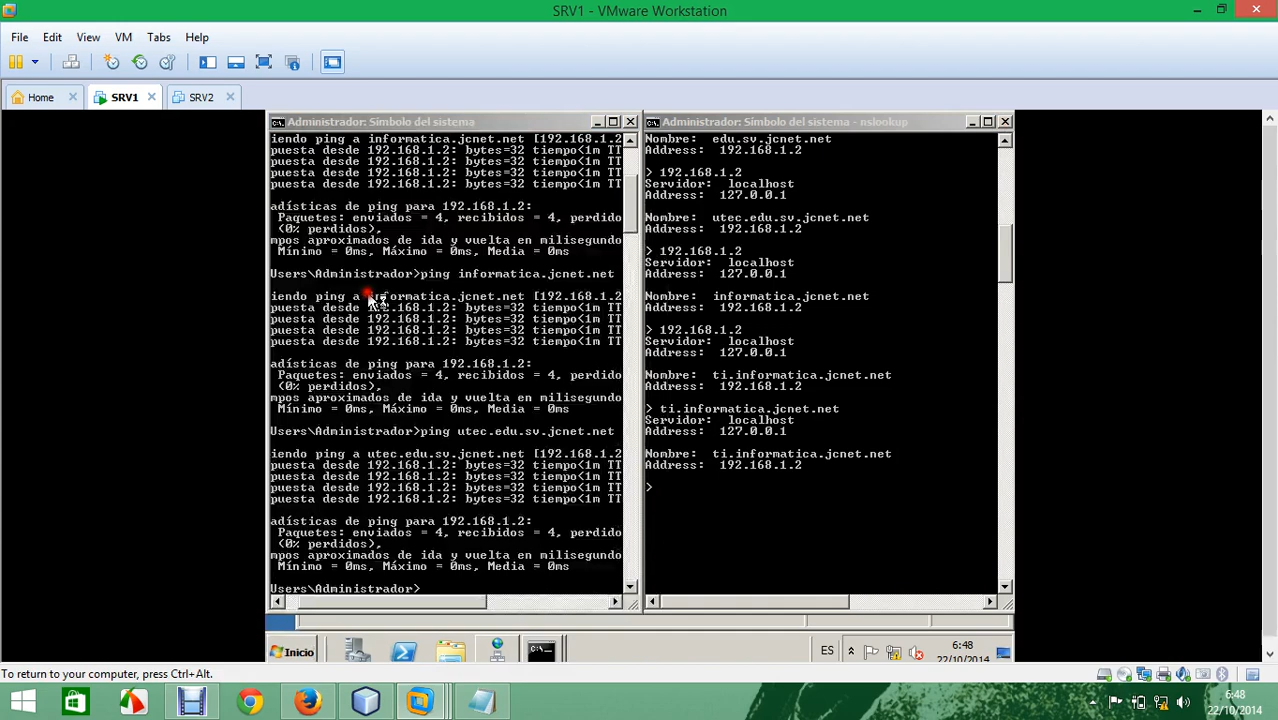 SRV1 - VMware Workstation
File Edit View VM Tabs Help
Home SRV1 SRV2
Administrador: Símbolo del sistema
iendo ping a informatica.jcnet.net [192.168.1.2
puesta desde 192.168.1.2: bytes=32 tiempo<1m TT
puesta desde 192.168.1.2: bytes=32 tiempo<1m TT
puesta desde 192.168.1.2: bytes=32 tiempo<1m TT
puesta desde 192.168.1.2: bytes=32 tiempo<1m TT
adísticas de ping para 192.168.1.2:
Paquetes: enviados = 4, recibidos = 4, perdido
(0% perdidos),
mpos aproximados de ida y vuelta en milisegundo
Mínimo = 0ms, Máximo = 0ms, Media = 0ms
Users\Administrador>ping informatica.jcnet.net
iendo ping a informatica.jcnet.net [192.168.1.2
puesta desde 192.168.1.2: bytes=32 tiempo<1m TT
puesta desde 192.168.1.2: bytes=32 tiempo<1m TT
puesta desde 192.168.1.2: bytes=32 tiempo<1m TT
puesta desde 192.168.1.2: bytes=32 tiempo<1m TT
adísticas de ping para 192.168.1.2:
Paquetes: enviados = 4, recibidos = 4, perdido
(0% perdidos),
mpos aproximados de ida y vuelta en milisegundo
Mínimo = 0ms, Máximo = 0ms, Media = 0ms
Users\Administrador>ping utec.edu.sv.jcnet.net
iendo ping a utec.edu.sv.jcnet.net [192.168.1.2
puesta desde 192.168.1.2: bytes=32 tiempo<1m TT
puesta desde 192.168.1.2: bytes=32 tiempo<1m TT
puesta desde 192.168.1.2: bytes=32 tiempo<1m TT
puesta desde 192.168.1.2: bytes=32 tiempo<1m TT
adísticas de ping para 192.168.1.2:
Paquetes: enviados = 4, recibidos = 4, perdido
(0% perdidos),
mpos aproximados de ida y vuelta en milisegundo
Mínimo = 0ms, Máximo = 0ms, Media = 0ms
Users\Administrador>
Administrador: Símbolo del sistema - nslookup
Nombre: edu.sv.jcnet.net
Address: 192.168.1.2
> 192.168.1.2
Servidor: localhost
Address: 127.0.0.1
Nombre: utec.edu.sv.jcnet.net
Address: 192.168.1.2
> 192.168.1.2
Servidor: localhost
Address: 127.0.0.1
Nombre: informatica.jcnet.net
Address: 192.168.1.2
> 192.168.1.2
Servidor: localhost
Address: 127.0.0.1
Nombre: ti.informatica.jcnet.net
Address: 192.168.1.2
> ti.informatica.jcnet.net
Servidor: localhost
Address: 127.0.0.1
Nombre: ti.informatica.jcnet.net
Address: 192.168.1.2
>
Inicio ES 6:48
22/10/2014
To return to your computer, press Ctrl+Alt.
6:48
22/10/2014